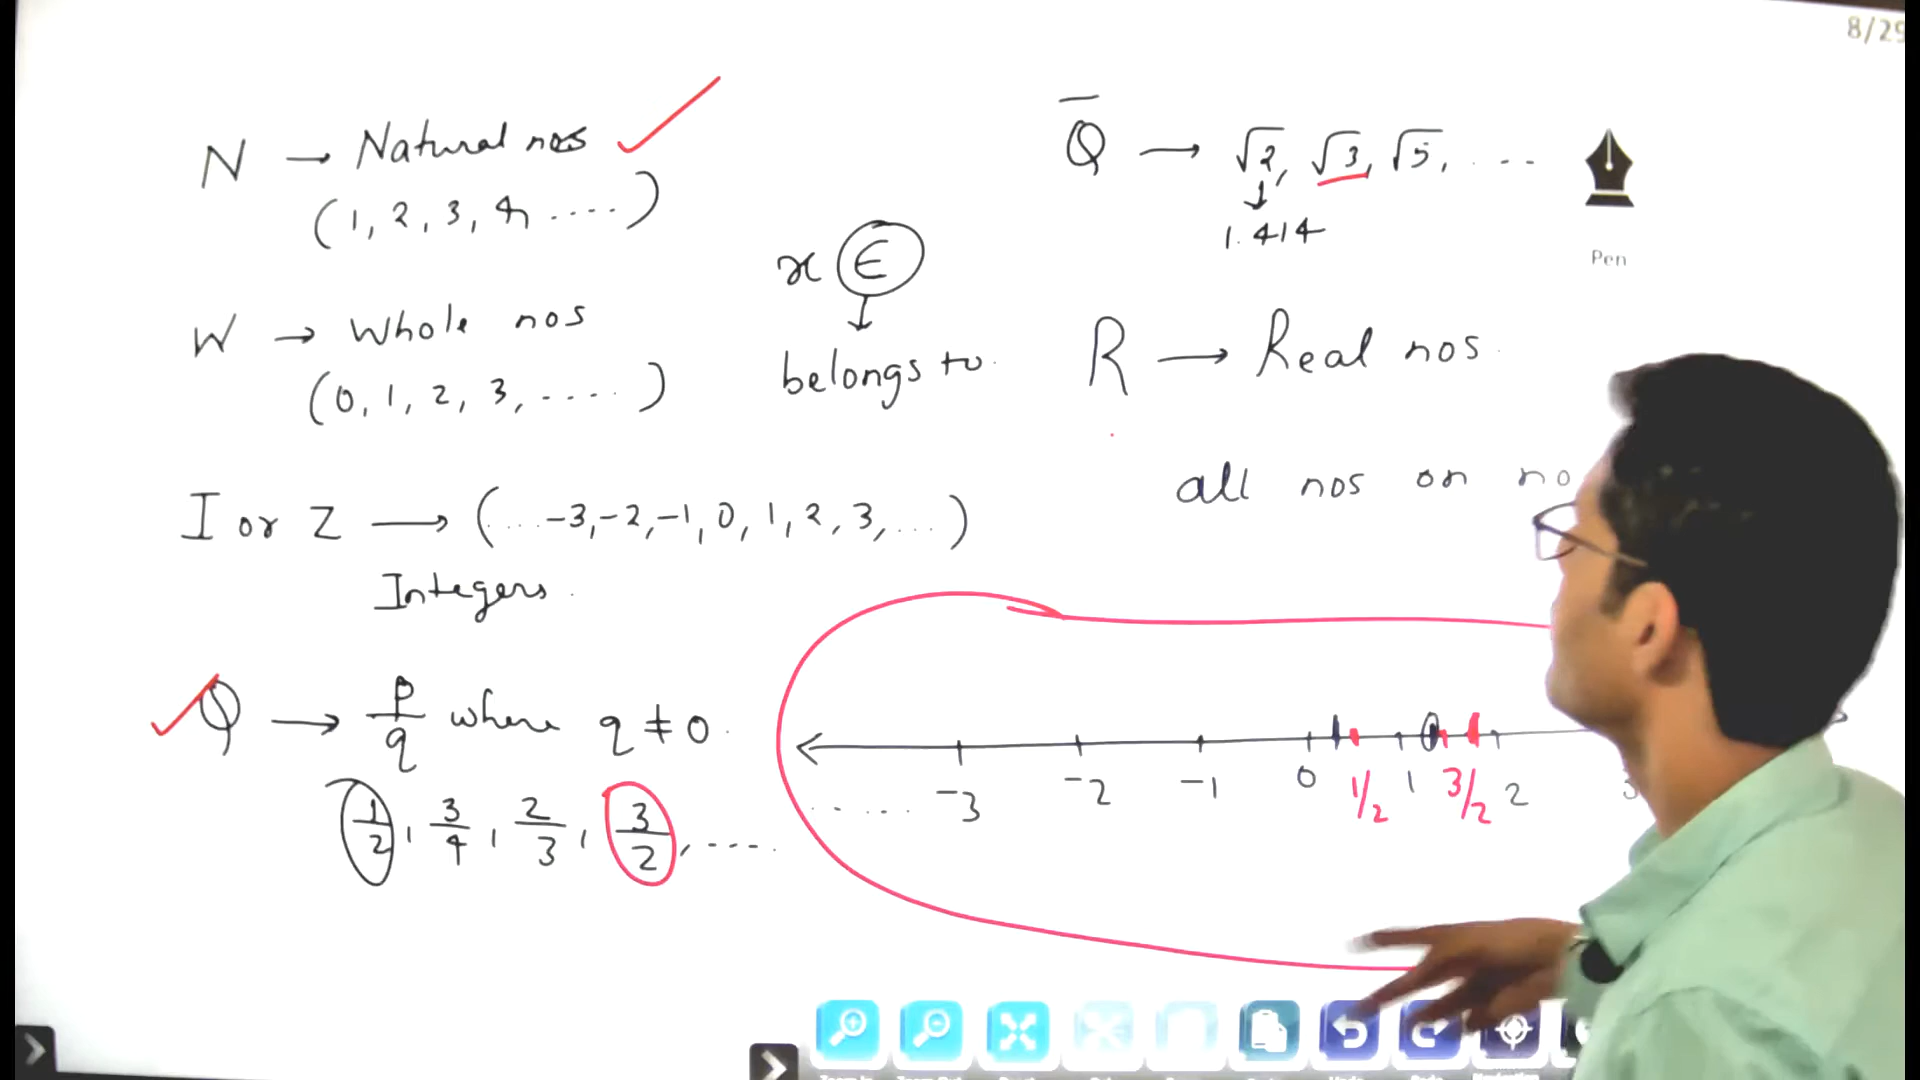 8/29
N → Natural nos
(1, 2, 3, 4, .....)
W → Whole nos
(0, 1, 2, 3, .....)
I or Z → (.... -3, -2, -1, 0, 1, 2, 3, ....)
Integers
Q → p/q where q ≠ 0
1/2, 3/4, 2/3, 3/2, ....
x ∈
↓
belongs to
Q̅ → √2, √3, √5, ....
↓
1.414
Pen
R → Real nos
all nos on no
..... -3 -2 -1 0 1/2 1 3/2 2